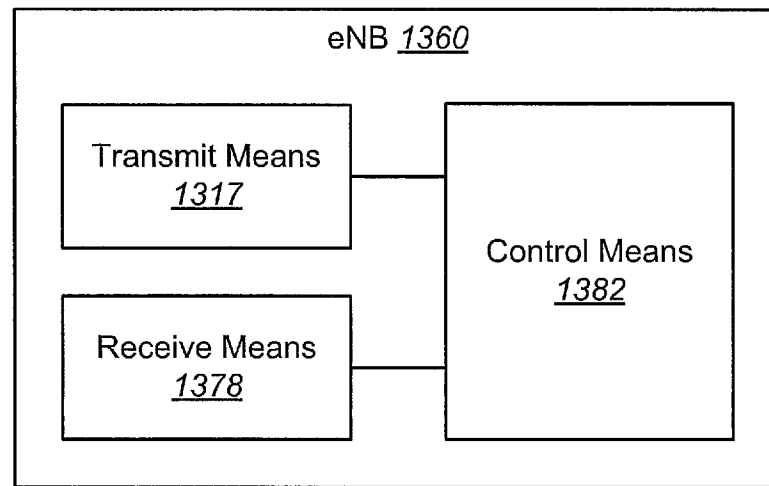 eNB 1360
Transmit Means
1317
Control Means
1382
Receive Means
1378